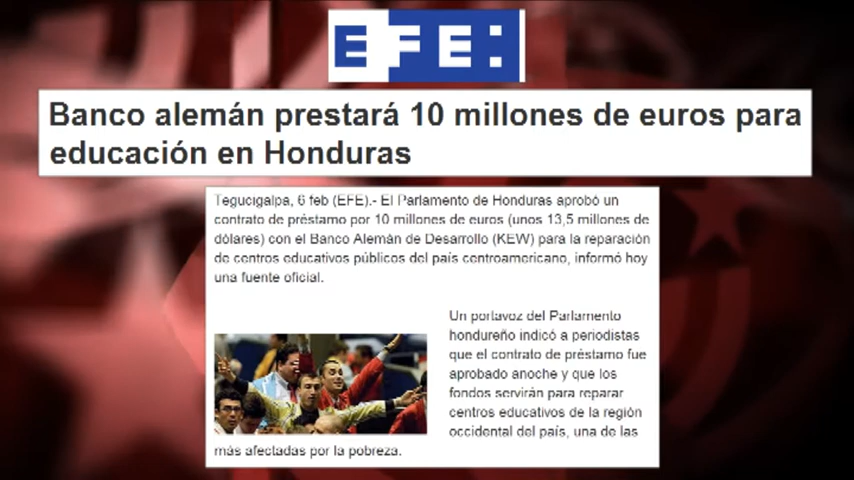 EFE:
Banco alemán prestará 10 millones de euros para
educación en Honduras
Tegucigalpa, 6 feb (EFE).- El Parlamento de Honduras aprobó un
contrato de préstamo por 10 millones de euros (unos 13,5 millones de
dólares) con el Banco Alemán de Desarrollo (KEW) para la reparación
de centros educativos públicos del país centroamericano, informó hoy
una fuente oficial.
Un portavoz del Parlamento
hondureño indicó a periodistas
que el contrato de préstamo fue
aprobado anoche y que los
fondos servirán para reparar
centros educativos de la región
occidental del país, una de las
más afectadas por la pobreza.